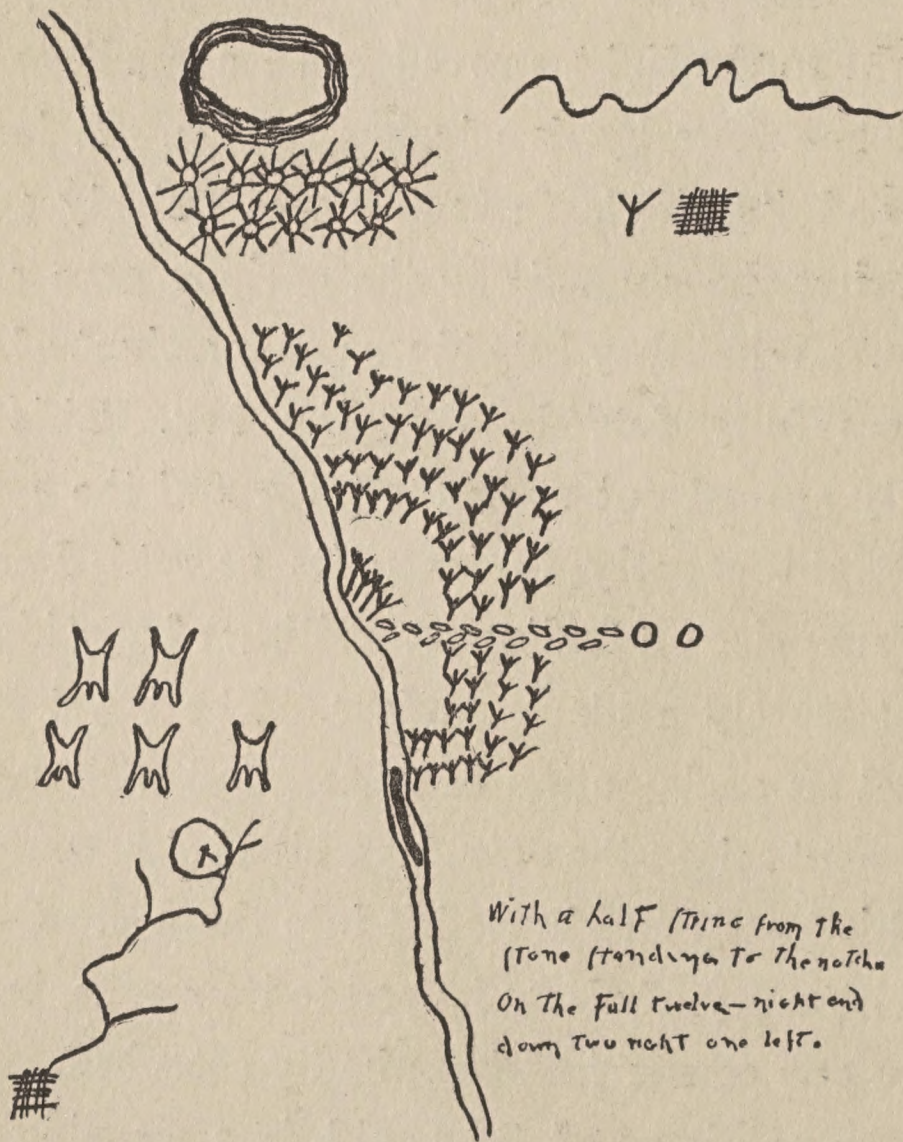 With a half string from the
stone standing to the notch
On the full twelve—night and
down two right one left.